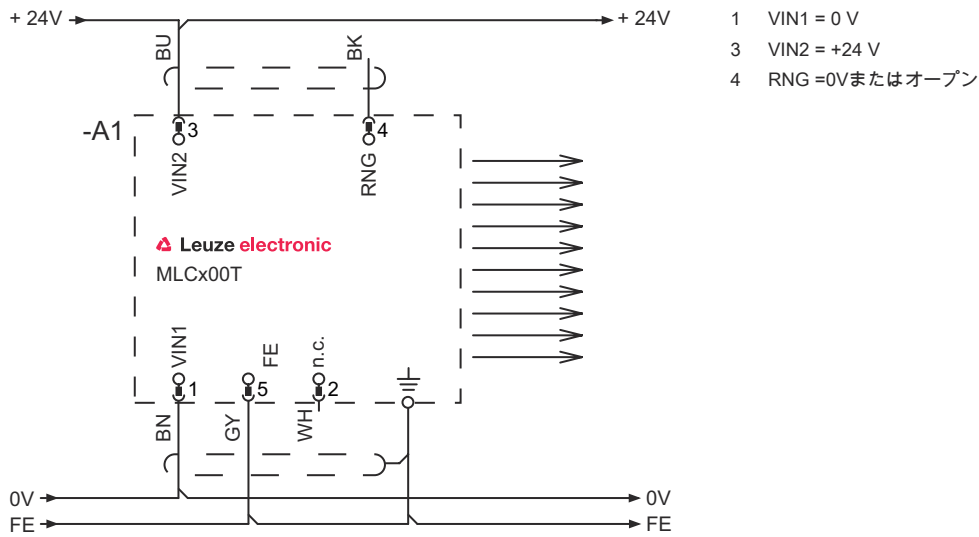 + 24V
+ 24V
1 VIN1 = 0 V
3 VIN2 = +24 V
4 RNG =0Vまたはオープン
BU
BK
-A1
3
4
VIN2
RNG
Leuze electronic
MLCx00T
VIN1
FE
n.c.
1
5
2
BN
GY
WH
0V
0V
FE
FE